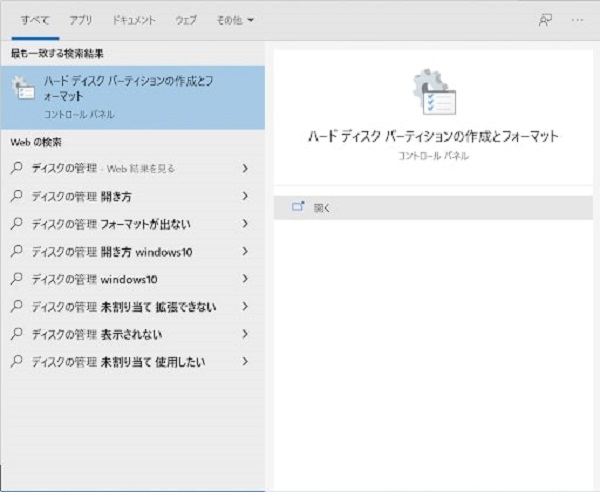 すべて アプリ ドキュメント ウェブ その他
最も一致する検索結果
ハード ディスク パーティションの作成とフ
ォーマット
コントロール パネル
Web の検索
ディスクの管理 - Web 結果を見る
ディスクの管理 開き方
ディスクの管理 フォーマットが出ない
ディスクの管理 開き方 windows10
ディスクの管理 windows10
ディスクの管理 未割り当て 拡張できない
ディスクの管理 表示されない
ディスクの管理 未割り当て 使用したい
ハード ディスク パーティションの作成とフォーマット
コントロール パネル
開く